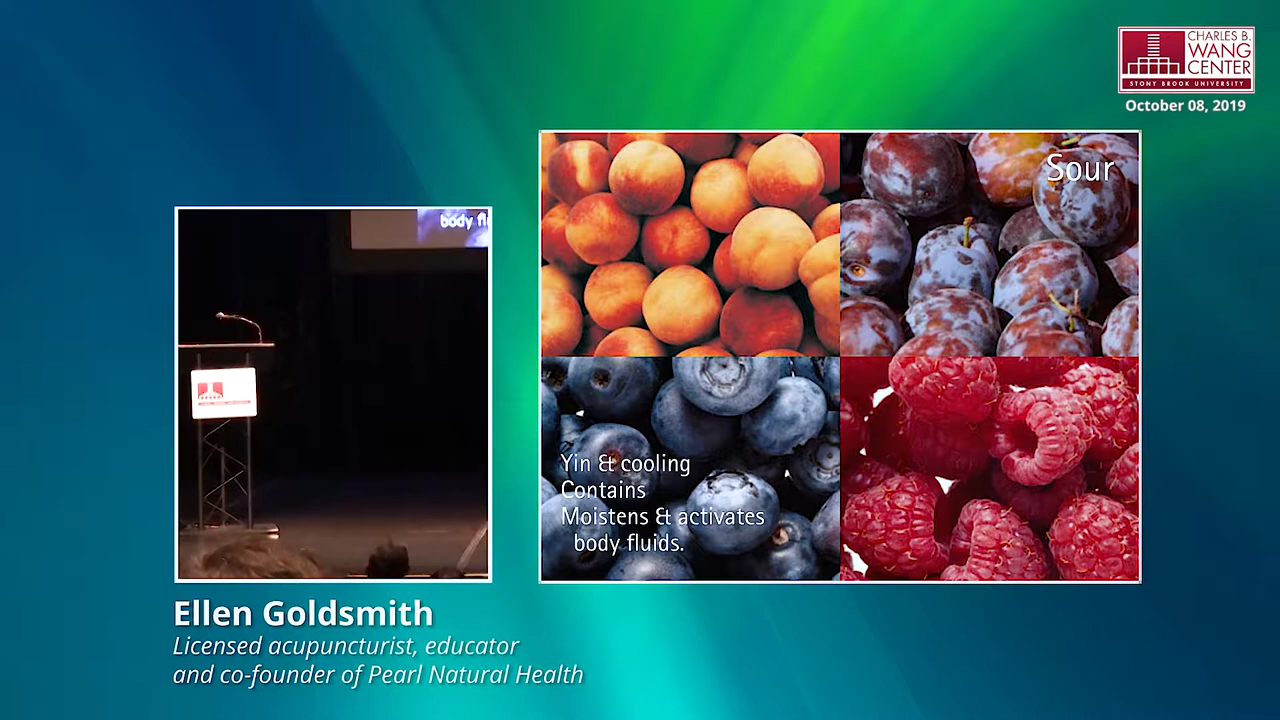 CHARLES B.
WANG
CENTER
STONY BROOK UNIVERSITY
October 08, 2019
Sour
body
Yin & cooling
Contains
Moistens & activates
body fluids.
Ellen Goldsmith
Licensed acupuncturist, educator
and co-founder of Pearl Natural Health